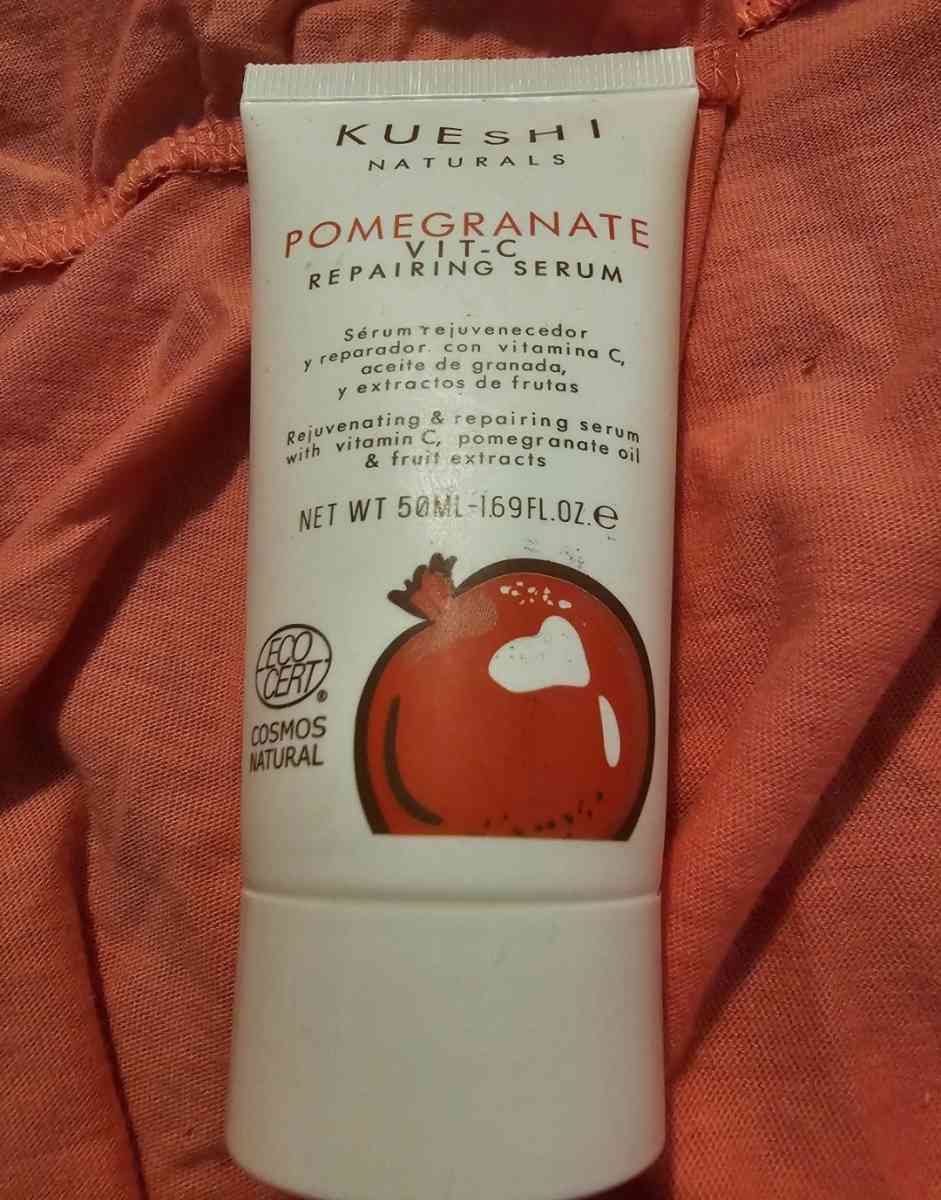 KUESHI
NATURALS
POMEGRANATE
VIT-C
REPAIRING SERUM
Sérum rejuvenecedor
y reparador. con vitamina C,
aceite de granada,
y extractos de frutas
Rejuvenating & repairing serum
with vitamin C, pomegranate oil
& fruit extracts
NET WT 50ML-1.69FL.OZ.e
ECO
CERT®
COSMOS
NATURAL